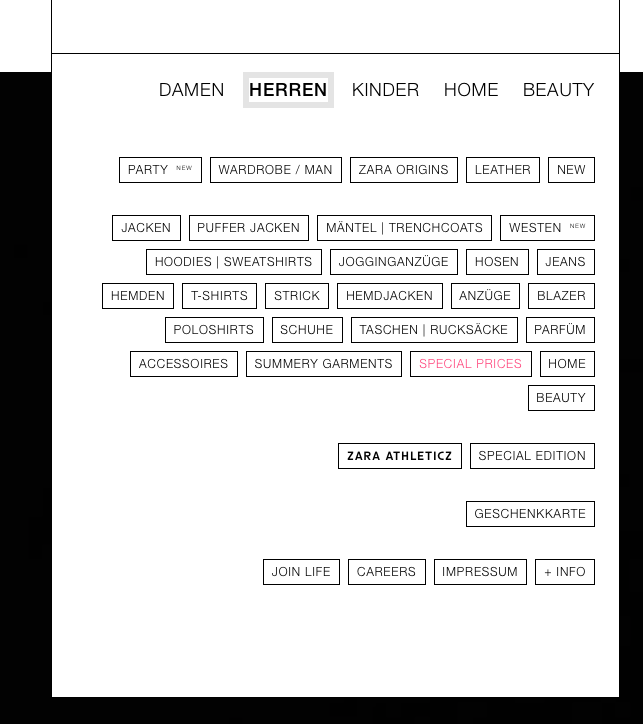 DAMEN HERREN KINDER HOME BEAUTY
PARTY NEW WARDROBE / MAN ZARA ORIGINS LEATHER NEW
JACKEN PUFFER JACKEN MÄNTEL | TRENCHCOATS WESTEN NEW
HOODIES | SWEATSHIRTS JOGGINGANZÜGE HOSEN JEANS
HEMDEN T-SHIRTS STRICK HEMDJACKEN ANZÜGE BLAZER
POLOSHIRTS SCHUHE TASCHEN | RUCKSÄCKE PARFÜM
ACCESSOIRES SUMMERY GARMENTS SPECIAL PRICES HOME
BEAUTY
ZARA ATHLETICZ SPECIAL EDITION
GESCHENKKARTE
JOIN LIFE CAREERS IMPRESSUM + INFO